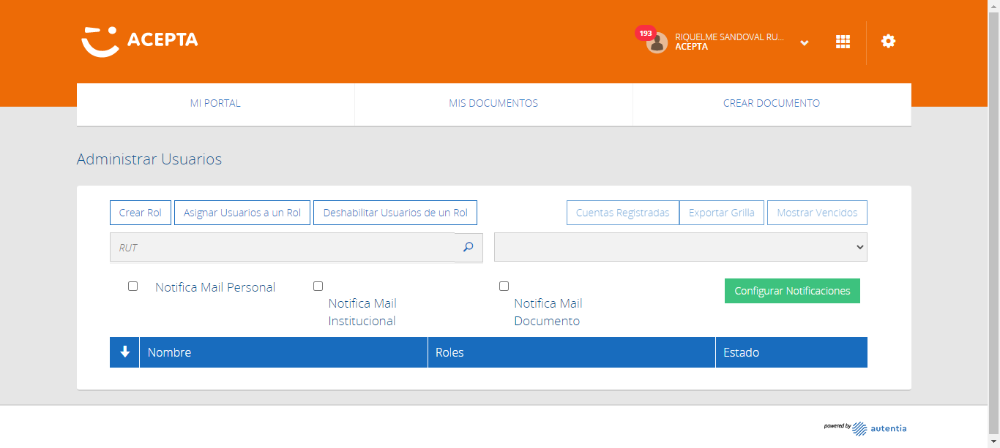 ACEPTA
193
RIQUELME SANDOVAL RU...
ACEPTA
MI PORTAL
MIS DOCUMENTOS
CREAR DOCUMENTO
Administrar Usuarios
Crear Rol
Asignar Usuarios a un Rol
Deshabilitar Usuarios de un Rol
Cuentas Registradas
Exportar Grilla
Mostrar Vencidos
RUT
Notifica Mail Personal
Notifica Mail
Institucional
Notifica Mail
Documento
Configurar Notificaciones
Nombre
Roles
Estado
powered by
autentia